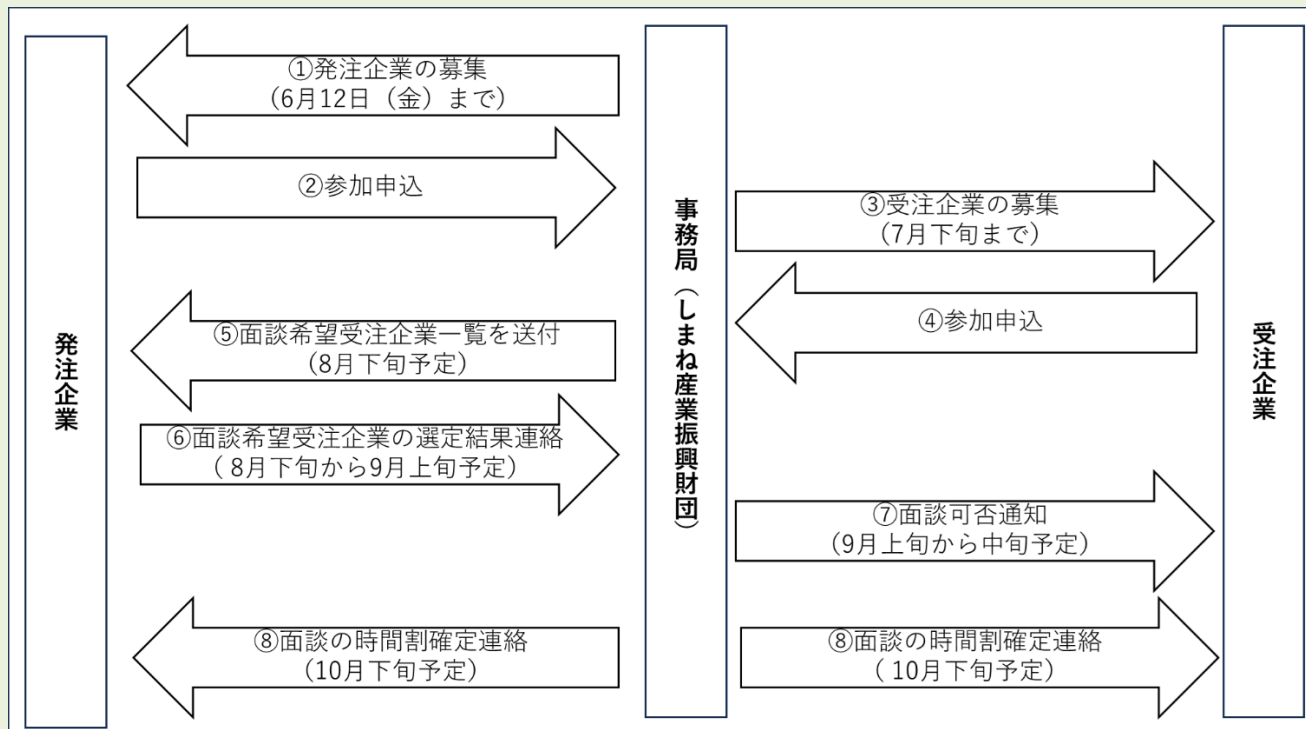 ①発注企業の募集
(6月12日（金）まで)
②参加申込
③受注企業の募集
(7月下旬まで)
④参加申込
⑤面談希望受注企業一覧を送付
(8月下旬予定)
⑥面談希望受注企業の選定結果連絡
( 8月下旬から9月上旬予定)
⑦面談可否通知
(9月上旬から中旬予定)
⑧面談の時間割確定連絡
(10月下旬予定)
⑧面談の時間割確定連絡
( 10月下旬予定)
発注企業
事務局（しまね産業振興財団）
受注企業